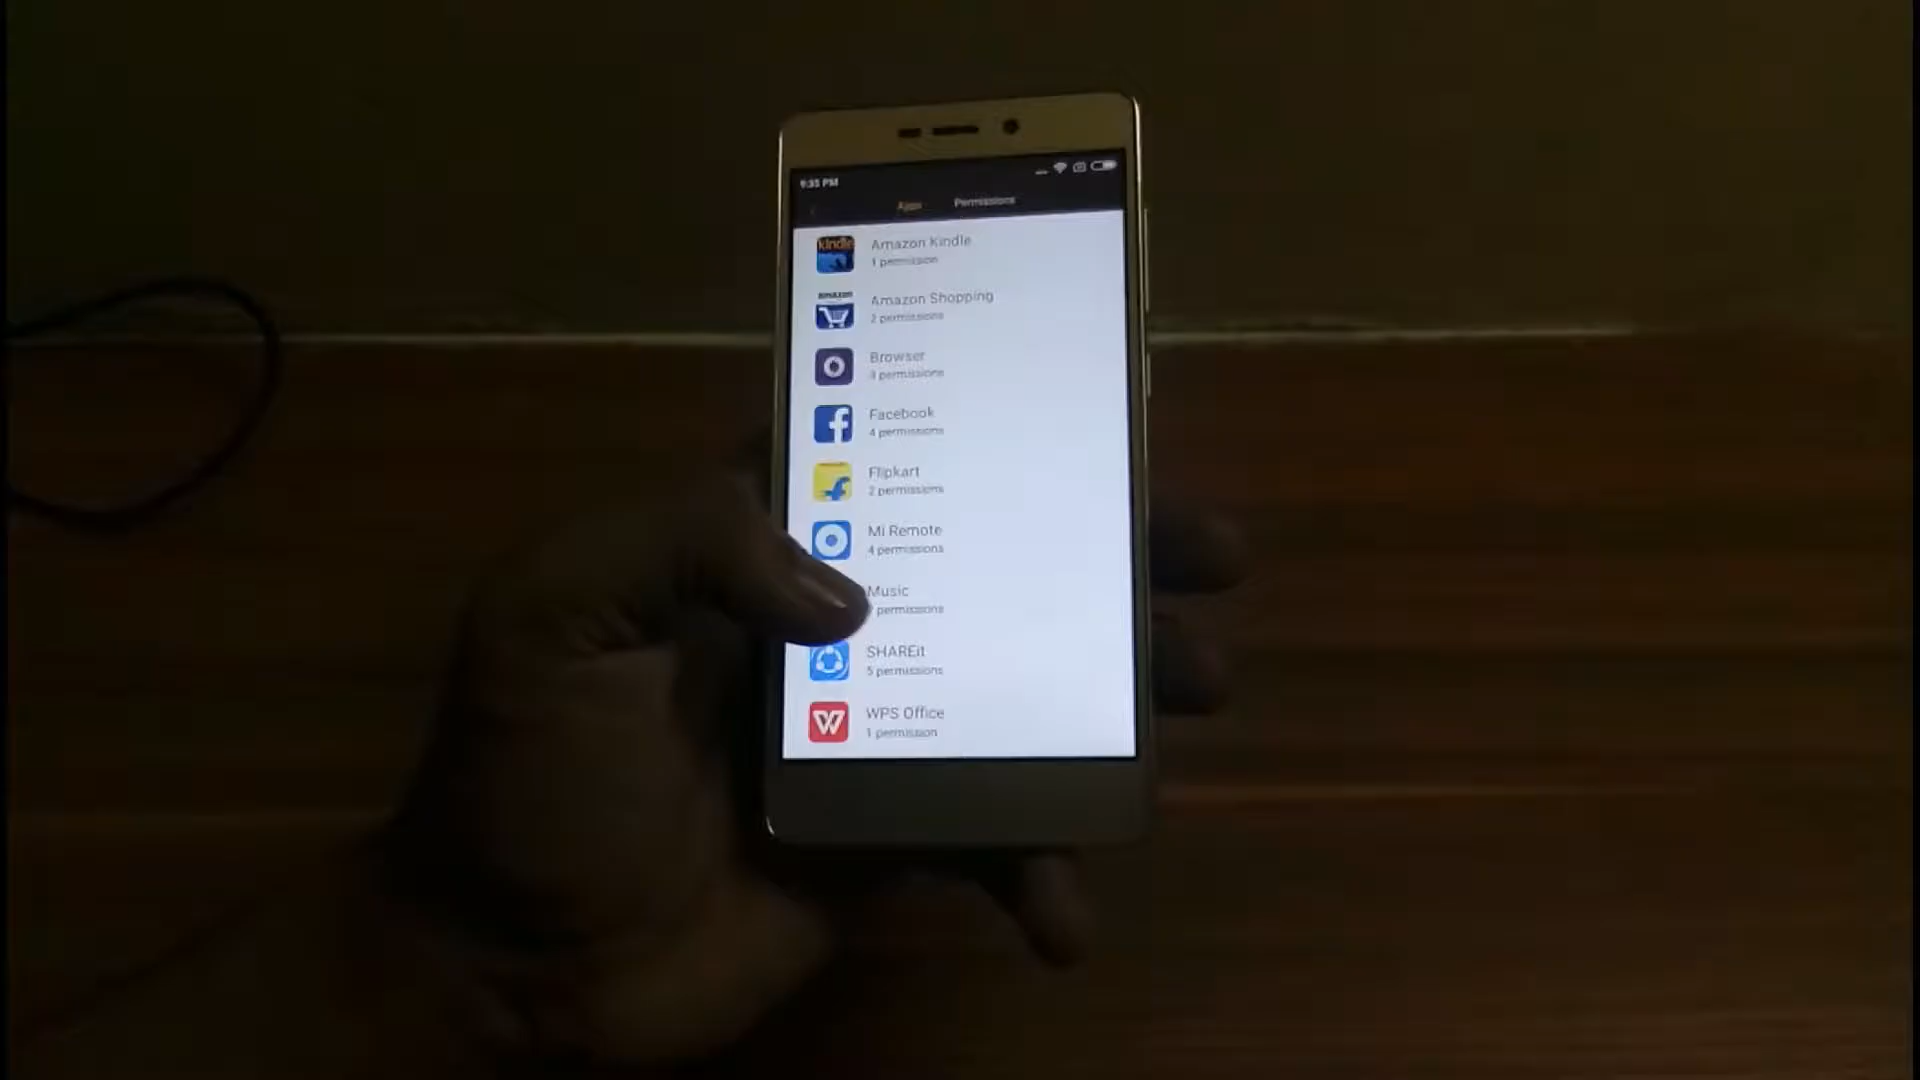 9:35 PM
Apps Permissions
kindle
Amazon Kindle
1 permission
amazon
Amazon Shopping
2 permissions
Browser
3 permissions
Facebook
4 permissions
Flipkart
2 permissions
Mi Remote
4 permissions
Music
permissions
SHAREit
5 permissions
WPS Office
1 permission